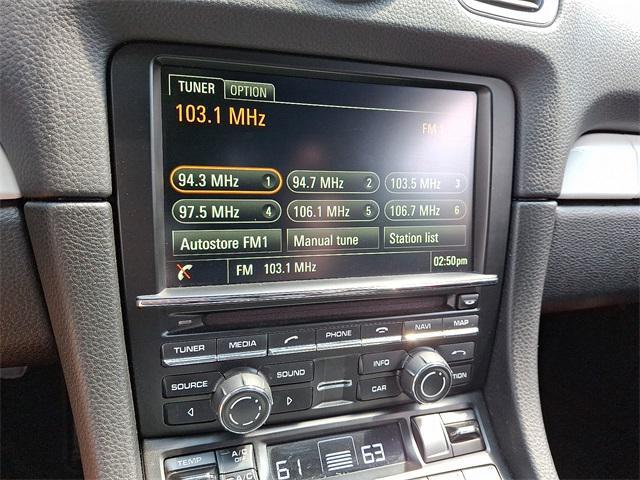 TUNER OPTION
103.1 MHz
FM 1
94.3 MHz 1 94.7 MHz 2 103.5 MHz 3
97.5 MHz 4 106.1 MHz 5 106.7 MHz 6
Autostore FM1 Manual tune Station list
FM 103.1 MHz 02:50pm
TUNER MEDIA PHONE NAVI MAP
SOURCE SOUND INFO
CAR OPTION
TEMP A/C OFF 61 63
A/C